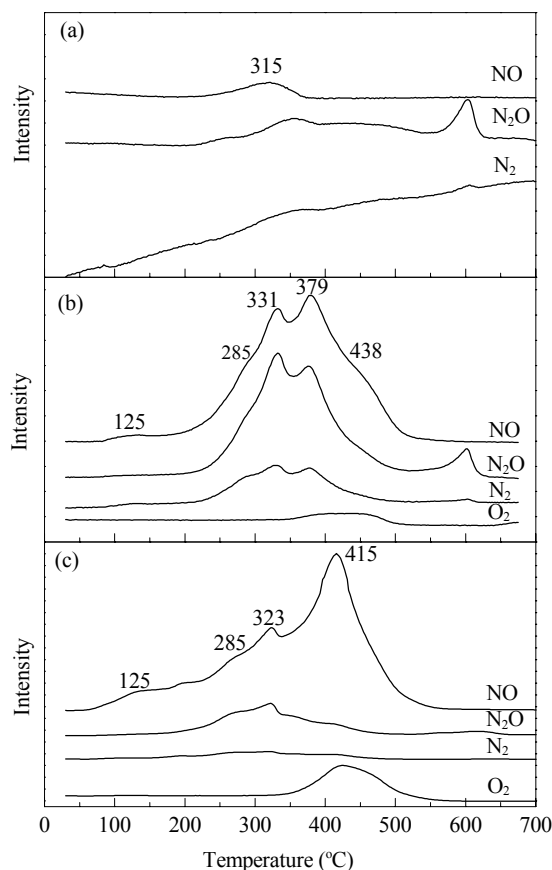 (a)
315
NO
N₂O
N₂
Intensity
(b)
379
331
285
438
125
NO
N₂O
N₂
O₂
Intensity
(c)
415
323
285
125
NO
N₂O
N₂
O₂
Intensity
0 100 200 300 400 500 600 700
Temperature (ºC)